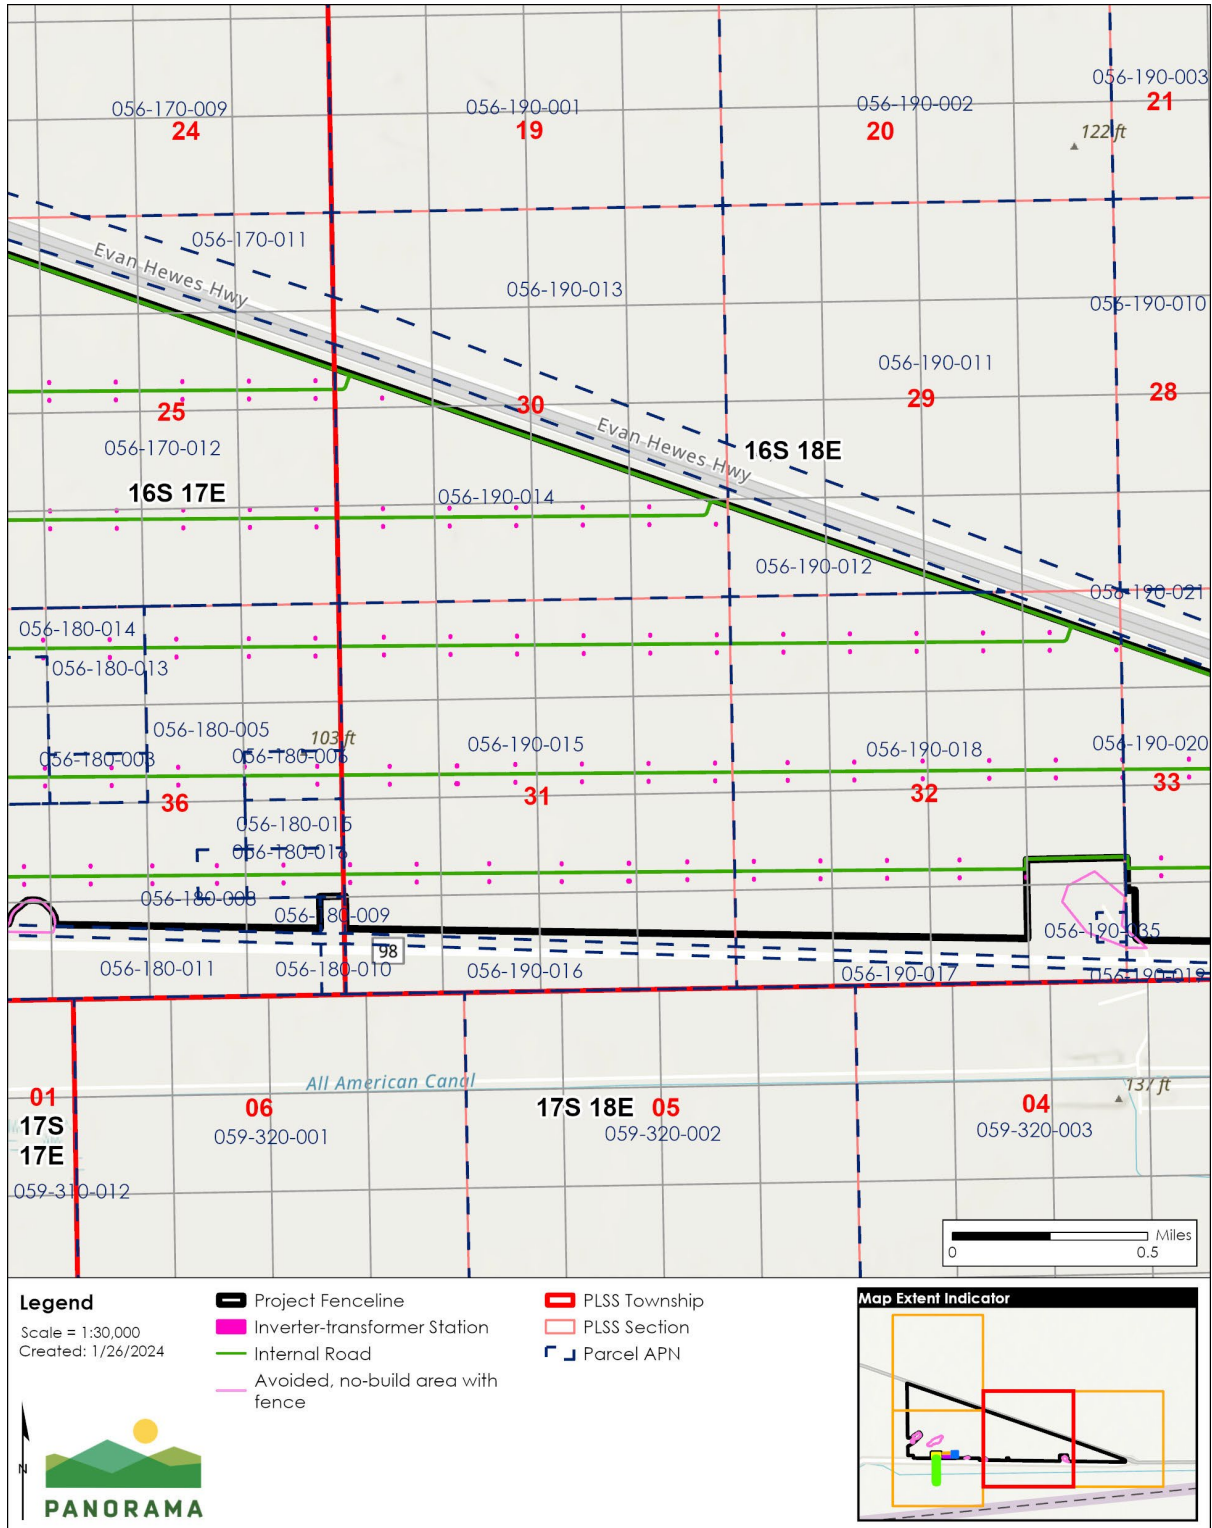 056-170-009
24
056-190-001
19
056-190-002
20
056-190-003
21
122 ft
056-170-011
Evan Hewes Hwy
056-190-013
056-190-010
056-190-011
25
30
29
28
056-170-012
Evan Hewes Hwy
16S 18E
16S 17E
056-190-014
056-190-012
056-190-021
056-180-014
056-180-013
056-180-005
103 ft
056-180-003
056-180-006
056-190-015
056-190-018
056-190-020
36
31
32
33
056-180-015
056-180-016
056-180-008
056-180-009
056-190-035
98
056-180-011
056-180-010
056-190-016
056-190-017
056-190-019
All American Canal
137 ft
01
06
17S 18E
05
04
17S
17E
059-320-001
059-320-002
059-320-003
059-310-012
Miles
0
0.5
Legend
Scale = 1:30,000
Created: 1/26/2024
Project Fenceline
Inverter-transformer Station
Internal Road
Avoided, no-build area with
fence
PLSS Township
PLSS Section
Parcel APN
Map Extent Indicator
N
PANORAMA